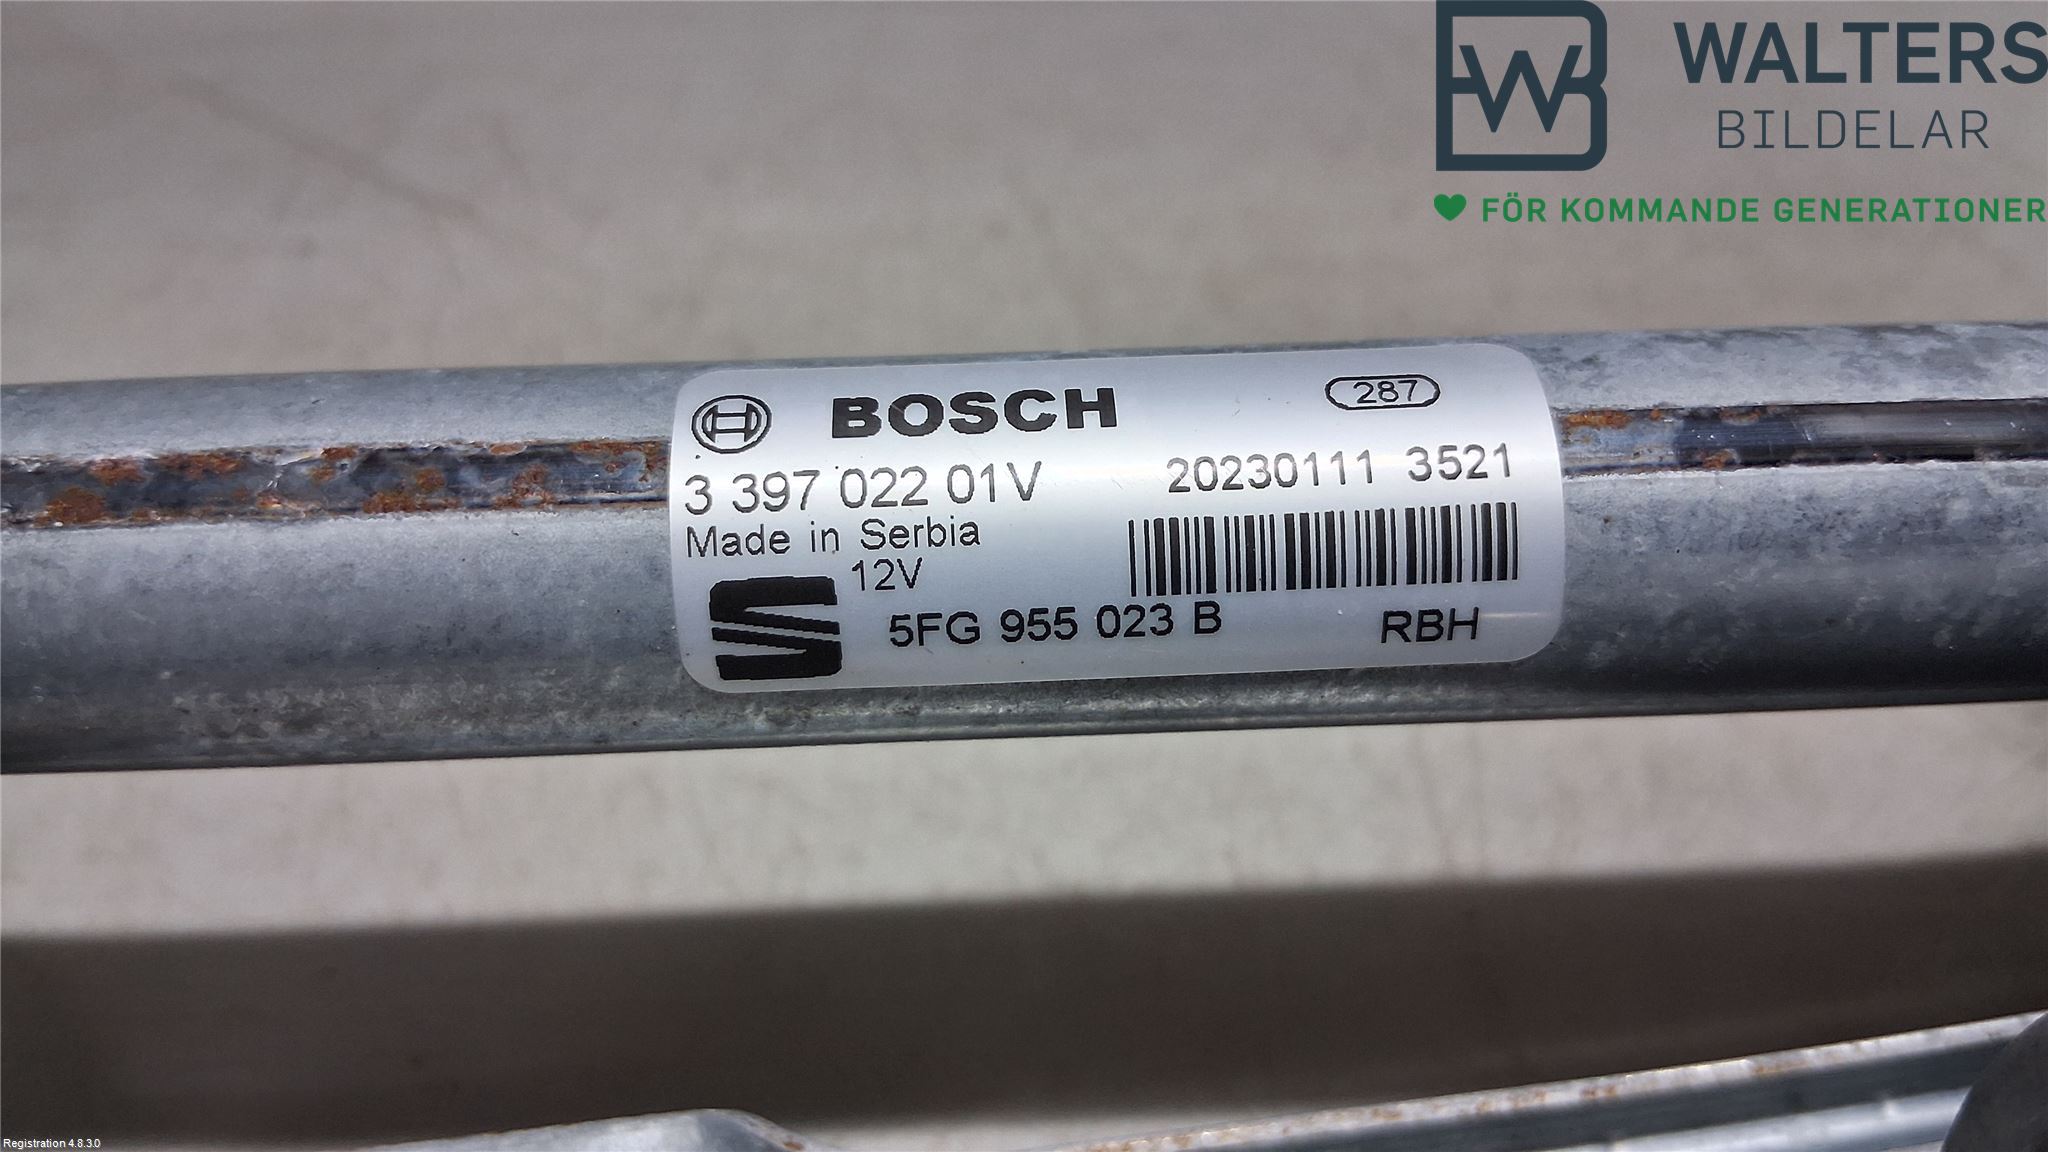 WALTERS
BILDELAR
FÖR KOMMANDE GENERATIONER
BOSCH
287
3 397 022 01V
20230111 3521
Made in Serbia
12V
5FG 955 023 B
RBH
Registration 4.8.3.0